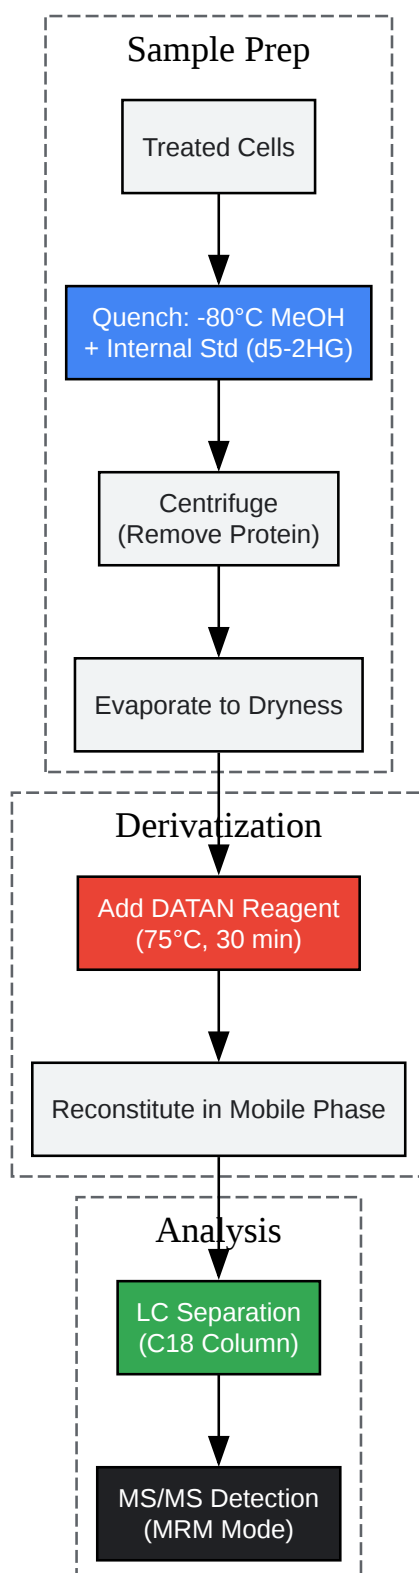 Sample Prep
Treated Cells
Quench: -80°C MeOH
+ Internal Std (d5-2HG)
Centrifuge
(Remove Protein)
Evaporate to Dryness
Derivatization
Add DATAN Reagent
(75°C, 30 min)
Reconstitute in Mobile Phase
Analysis
LC Separation
(C18 Column)
MS/MS Detection
(MRM Mode)